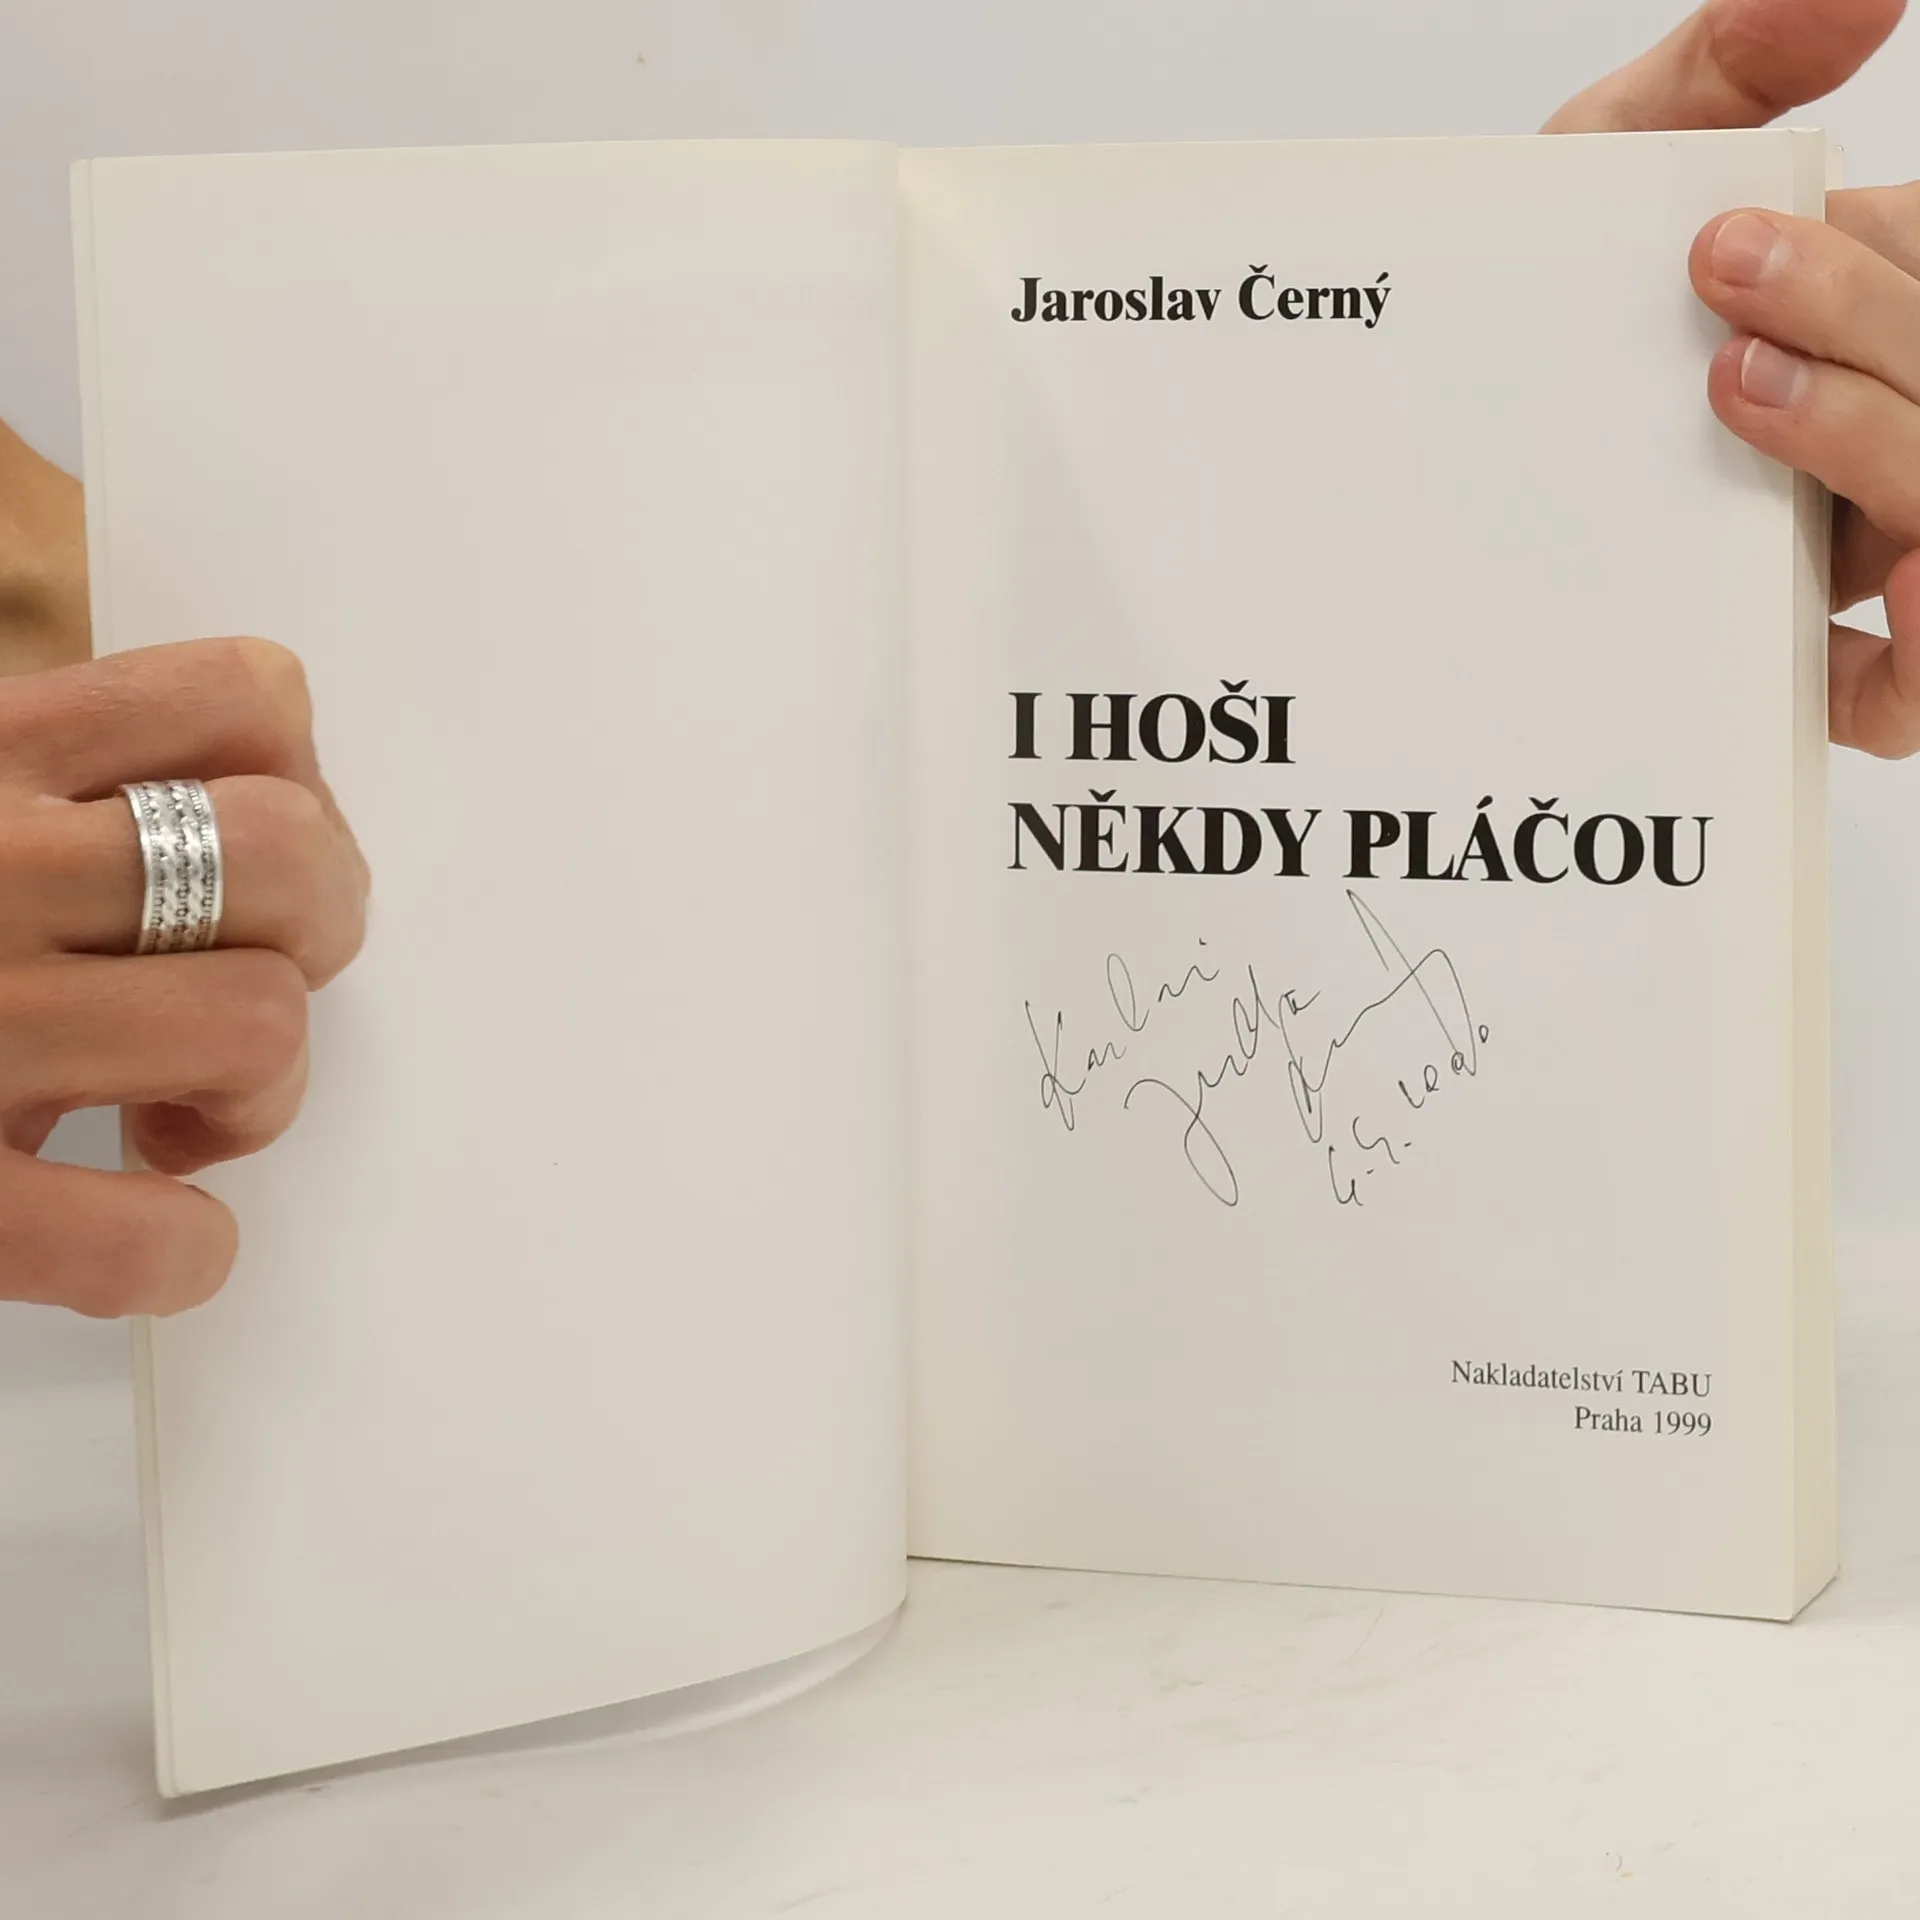 Jaroslav Černý
I HOŠI
NĚKDY PLÁČOU
Nakladatelství TABU
Praha 1999